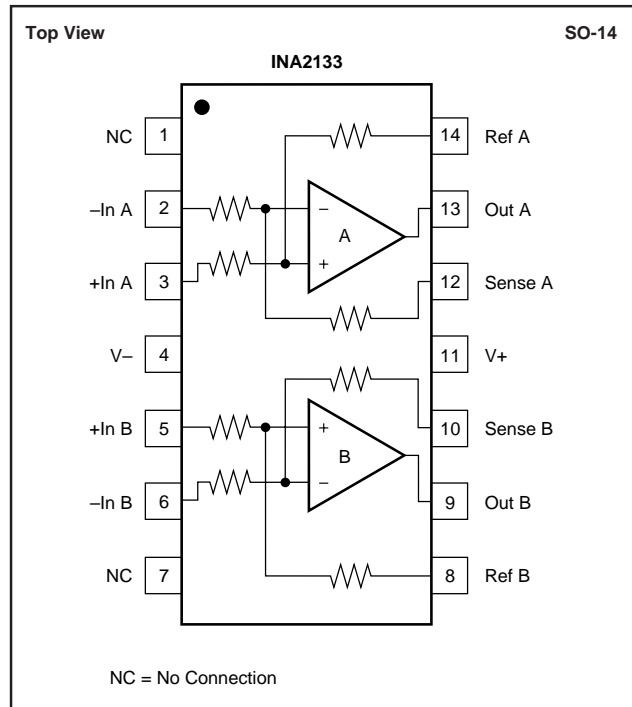 Top View SO-14
INA2133
NC 1 14 Ref A
–In A 2 – 13 Out A
A
+In A 3 + 12 Sense A
V– 4 11 V+
+In B 5 + 10 Sense B
B
–In B 6 – 9 Out B
NC 7 8 Ref B
NC = No Connection